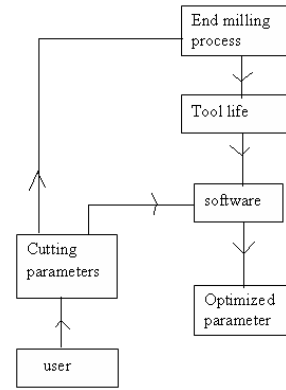 End milling
process
Tool life
software
Cutting
parameters
Optimized
parameter
user